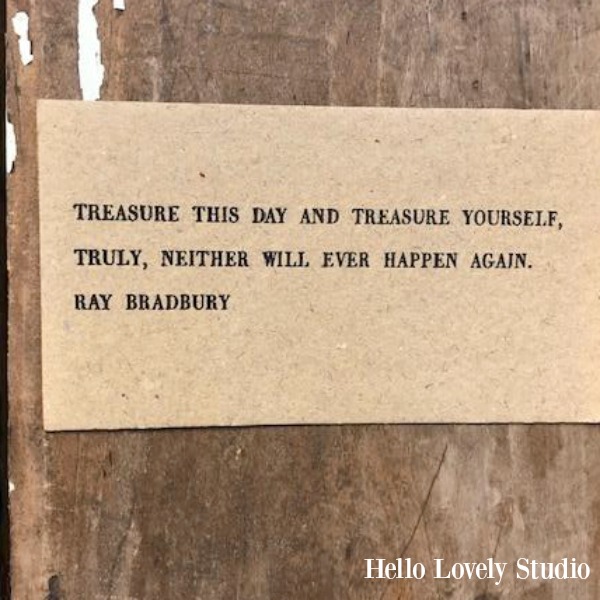 TREASURE THIS DAY AND TREASURE YOURSELF,
TRULY, NEITHER WILL EVER HAPPEN AGAIN.
RAY BRADBURY
Hello Lovely Studio